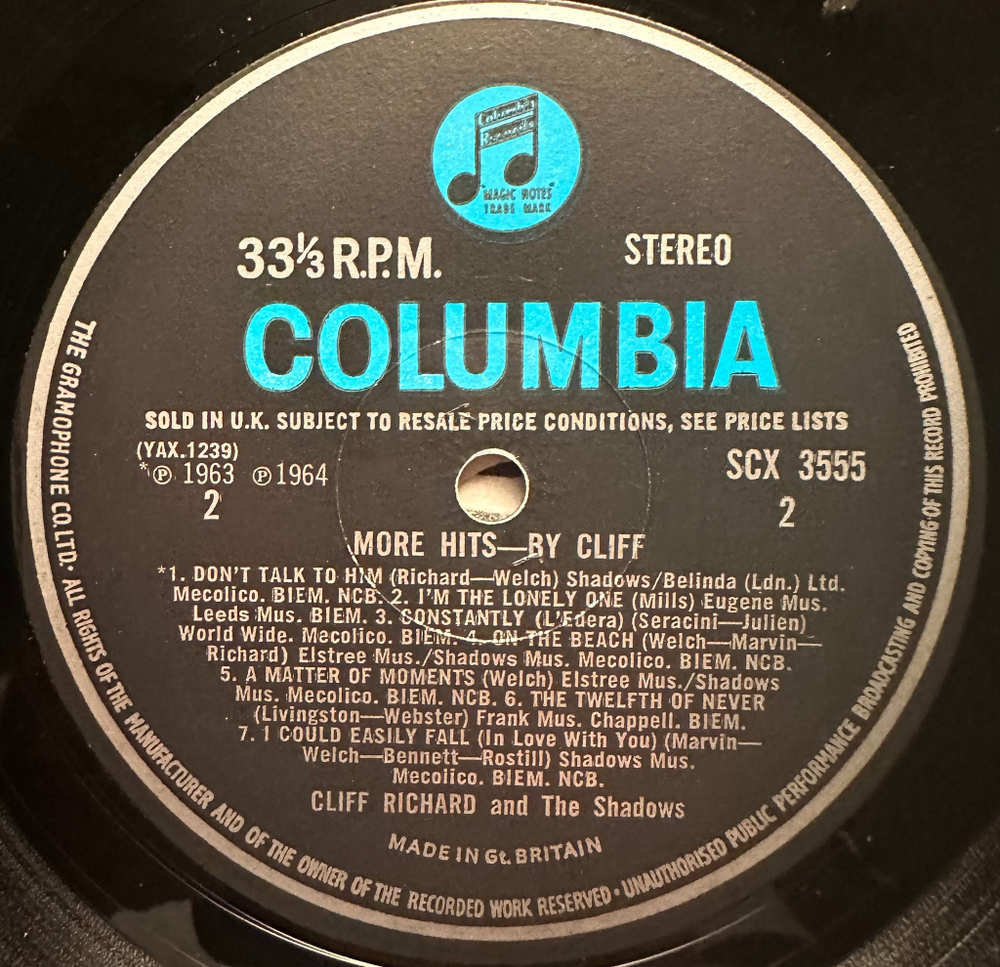 Columbia
Records
"MAGIC NOTES"
TRADE MARK
33⅓ R.P.M.
STEREO
COLUMBIA
SOLD IN U.K. SUBJECT TO RESALE PRICE CONDITIONS, SEE PRICE LISTS
(YAX.1239)
*℗ 1963 ℗1964
SCX 3555
2
2
MORE HITS—BY CLIFF
*1. DON'T TALK TO HIM (Richard—Welch) Shadows/Belinda (Ldn.) Ltd.
Mecolico. BIEM. NCB. 2. I'M THE LONELY ONE (Mills) Eugene Mus.
Leeds Mus. BIEM. 3. CONSTANTLY (L'Edera) (Seracini—Julien)
World Wide. Mecolico. BIEM. 4. ON THE BEACH (Welch—Marvin—
Richard) Elstree Mus./Shadows Mus. Mecolico. BIEM. NCB.
5. A MATTER OF MOMENTS (Welch) Elstree Mus./Shadows
Mus. Mecolico. BIEM. NCB. 6. THE TWELFTH OF NEVER
(Livingston—Webster) Frank Mus. Chappell. BIEM.
7. I COULD EASILY FALL (In Love With You) (Marvin—
Welch—Bennett—Rostill) Shadows Mus.
Mecolico. BIEM. NCB.
CLIFF RICHARD and The Shadows
MADE IN Gt. BRITAIN
THE GRAMOPHONE CO. LTD. · ALL RIGHTS OF THE MANUFACTURER AND OF THE OWNER OF THE RECORDED WORK RESERVED · UNAUTHORISED PUBLIC PERFORMANCE BROADCASTING AND COPYING OF THIS RECORD PROHIBITED